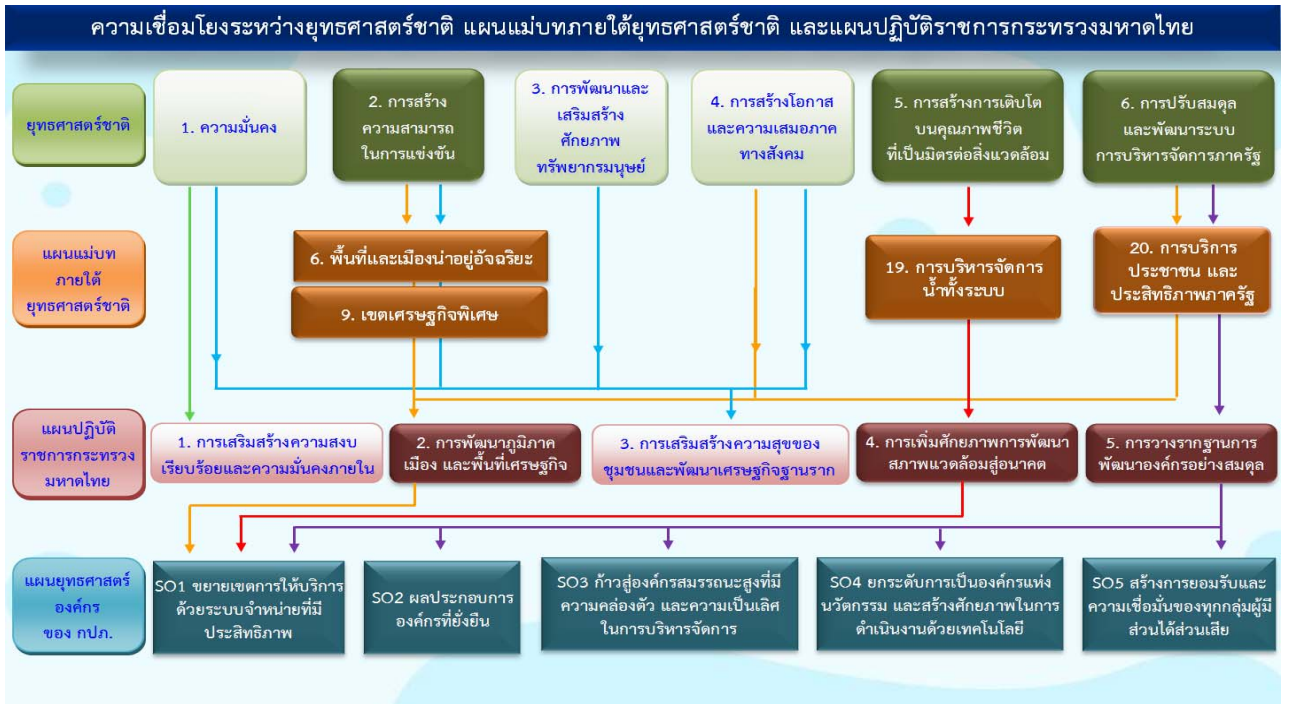 ความเชื่อมโยงระหว่างยุทธศาสตร์ชาติ แผนแม่บทภายใต้ยุทธศาสตร์ชาติ และแผนปฏิบัติราชการกระทรวงมหาดไทย
ยุทธศาสตร์ชาติ
1. ความมั่นคง
2. การสร้าง
ความสามารถ
ในการแข่งขัน
3. การพัฒนาและ
เสริมสร้าง
ศักยภาพ
ทรัพยากรมนุษย์
4. การสร้างโอกาส
และความเสมอภาค
ทางสังคม
5. การสร้างการเติบโต
บนคุณภาพชีวิต
ที่เป็นมิตรต่อสิ่งแวดล้อม
6. การปรับสมดุล
และพัฒนาระบบ
การบริหารจัดการภาครัฐ
แผนแม่บท
ภายใต้
ยุทธศาสตร์ชาติ
6. พื้นที่และเมืองน่าอยู่อัจฉริยะ
9. เขตเศรษฐกิจพิเศษ
19. การบริหารจัดการ
น้ำทั้งระบบ
20. การบริการ
ประชาชน และ
ประสิทธิภาพภาครัฐ
แผนปฏิบัติ
ราชการกระทรวง
มหาดไทย
1. การเสริมสร้างความสงบ
เรียบร้อยและความมั่นคงภายใน
2. การพัฒนาภูมิภาค
เมือง และพื้นที่เศรษฐกิจ
3. การเสริมสร้างความสุขของ
ชุมชนและพัฒนาเศรษฐกิจฐานราก
4. การเพิ่มศักยภาพการพัฒนา
สภาพแวดล้อมสู่อนาคต
5. การวางรากฐานการ
พัฒนาองค์กรอย่างสมดุล
แผนยุทธศาสตร์
องค์กร
ของ กปภ.
SO1 ขยายเขตการให้บริการ
ด้วยระบบจำหน่ายที่มี
ประสิทธิภาพ
SO2 ผลประกอบการ
องค์กรที่ยั่งยืน
SO3 ก้าวสู่องค์กรสมรรถนะสูงที่มี
ความคล่องตัว และความเป็นเลิศ
ในการบริหารจัดการ
SO4 ยกระดับการเป็นองค์กรแห่ง
นวัตกรรม และสร้างศักยภาพในการ
ดำเนินงานด้วยเทคโนโลยี
SO5 สร้างการยอมรับและ
ความเชื่อมั่นของทุกกลุ่มผู้มี
ส่วนได้ส่วนเสีย